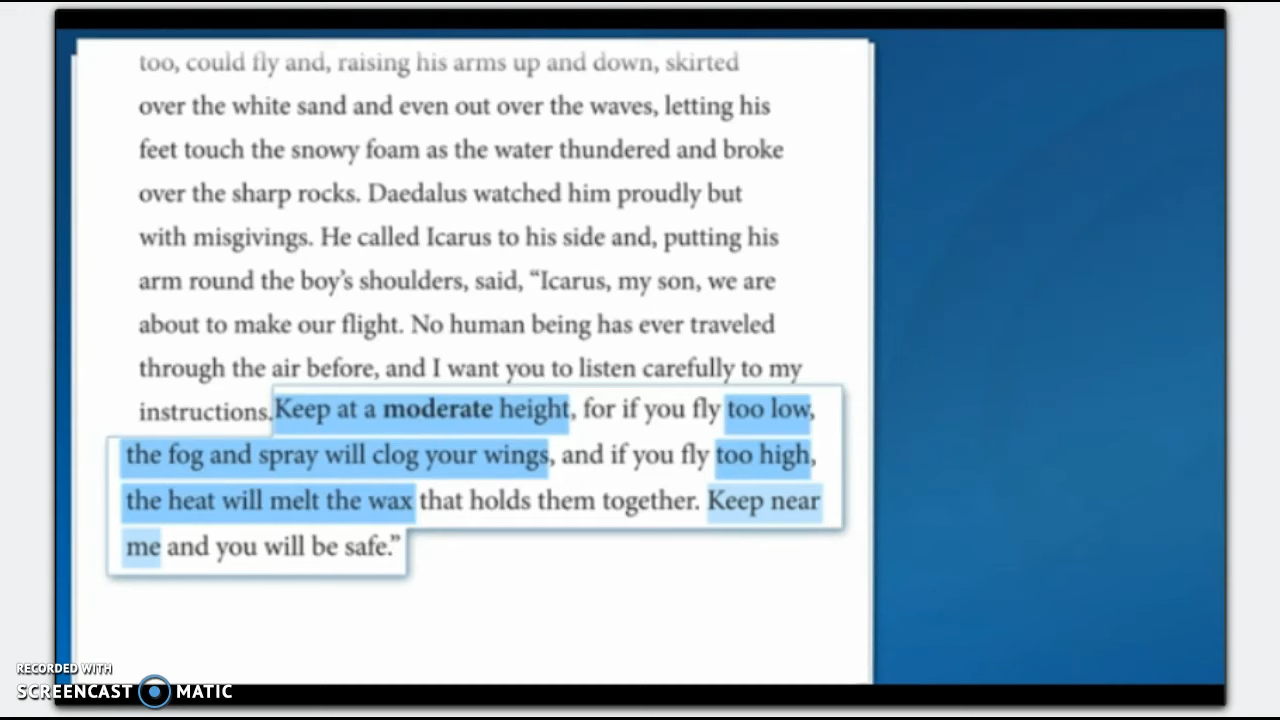 too, could fly and, raising his arms up and down, skirted
over the white sand and even out over the waves, letting his
feet touch the snowy foam as the water thundered and broke
over the sharp rocks. Daedalus watched him proudly but
with misgivings. He called Icarus to his side and, putting his
arm round the boy’s shoulders, said, “Icarus, my son, we are
about to make our flight. No human being has ever traveled
through the air before, and I want you to listen carefully to my
instructions. Keep at a moderate height, for if you fly too low,
the fog and spray will clog your wings, and if you fly too high,
the heat will melt the wax that holds them together. Keep near
me and you will be safe.”
RECORDED WITH
SCREENCAST MATIC